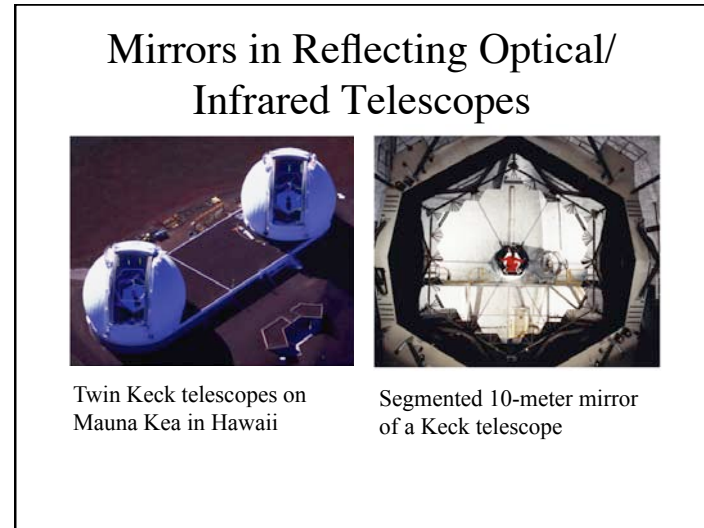 Mirrors in Reflecting Optical/
Infrared Telescopes
Twin Keck telescopes on
Mauna Kea in Hawaii
Segmented 10-meter mirror
of a Keck telescope